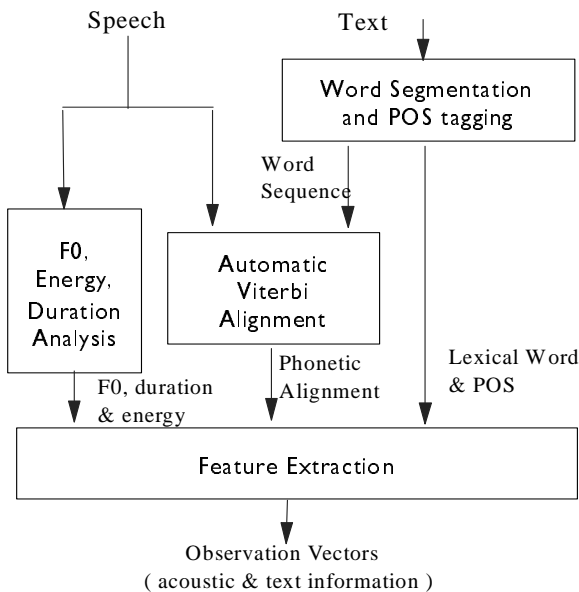 Speech
Text
Word Segmentation
and POS tagging
Word
Sequence
F0,
Energy,
Duration
Analysis
Automatic
Viterbi
Alignment
F0, duration
& energy
Phonetic
Alignment
Lexical Word
& POS
Feature Extraction
Observation Vectors
( acoustic & text information )